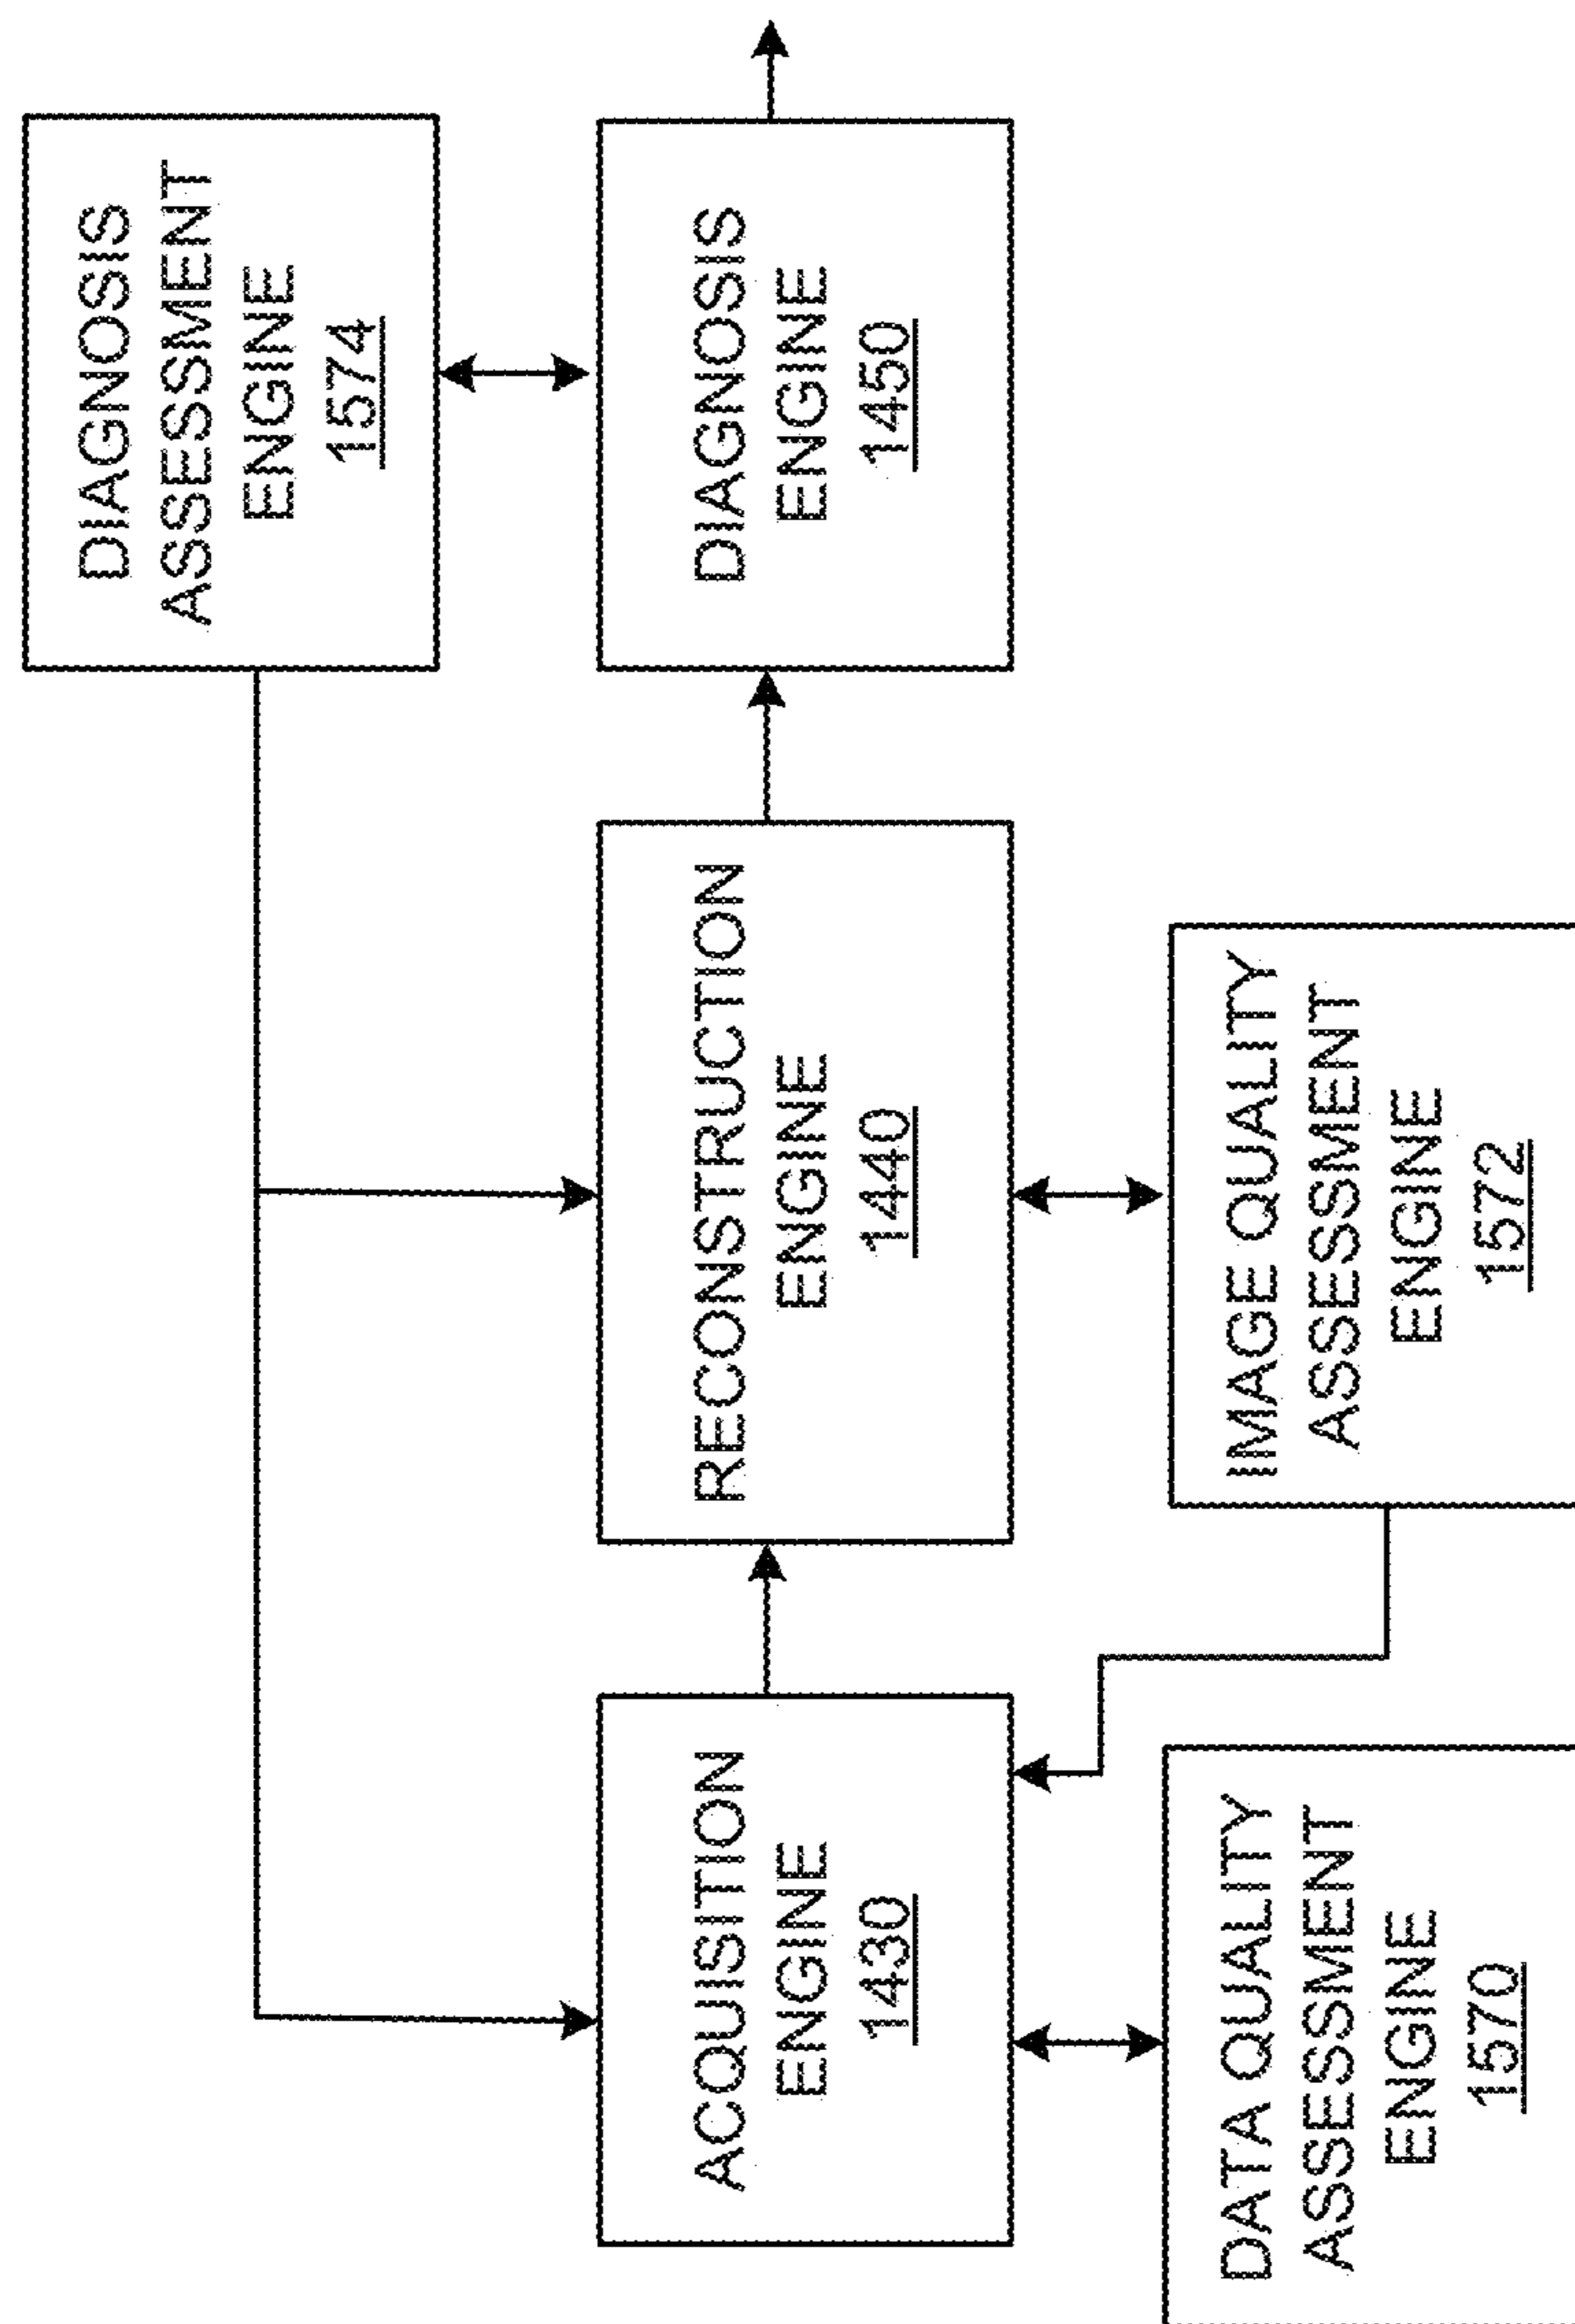 DIAGNOSIS
ASSESSMENT
ENGINE
1574
ACQUISITION
ENGINE
1430
RECONSTRUCTION
ENGINE
1440
DIAGNOSIS
ENGINE
1450
DATA QUALITY
ASSESSMENT
ENGINE
1570
IMAGE QUALITY
ASSESSMENT
ENGINE
1572